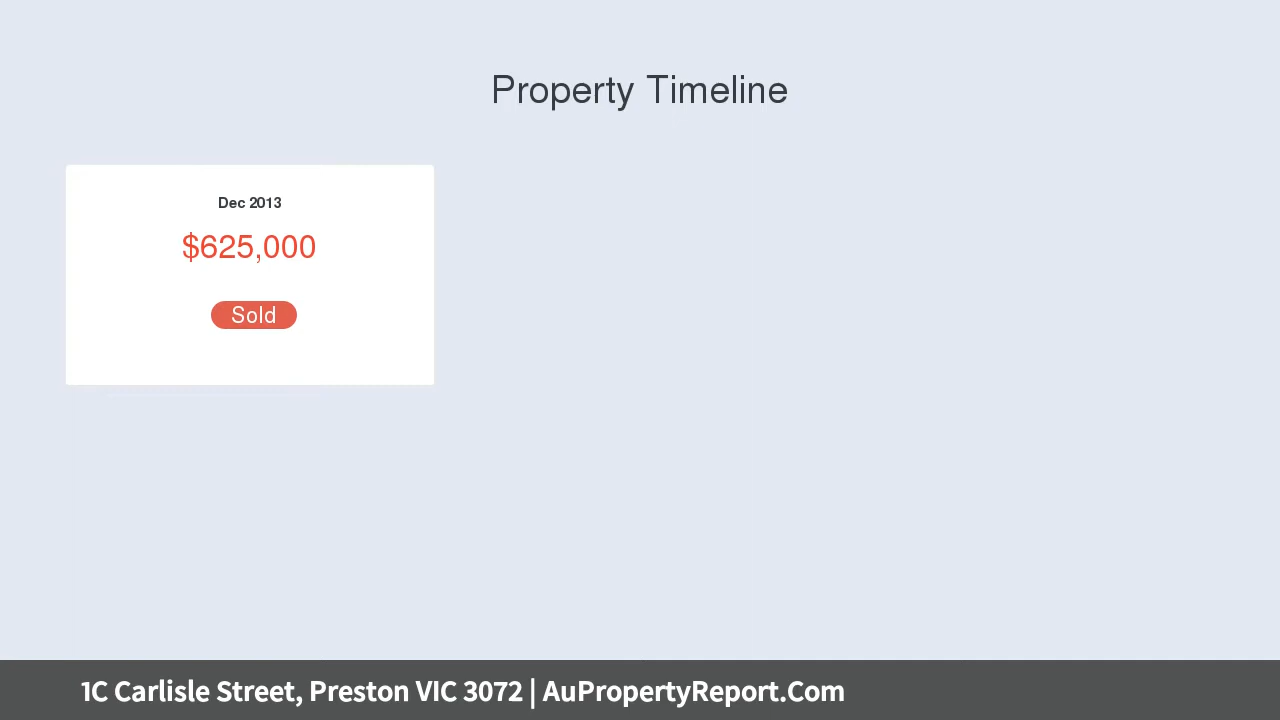 Property Timeline
Dec 2013
$625,000
Sold
1C Carlisle Street, Preston VIC 3072 | AuPropertyReport.Com